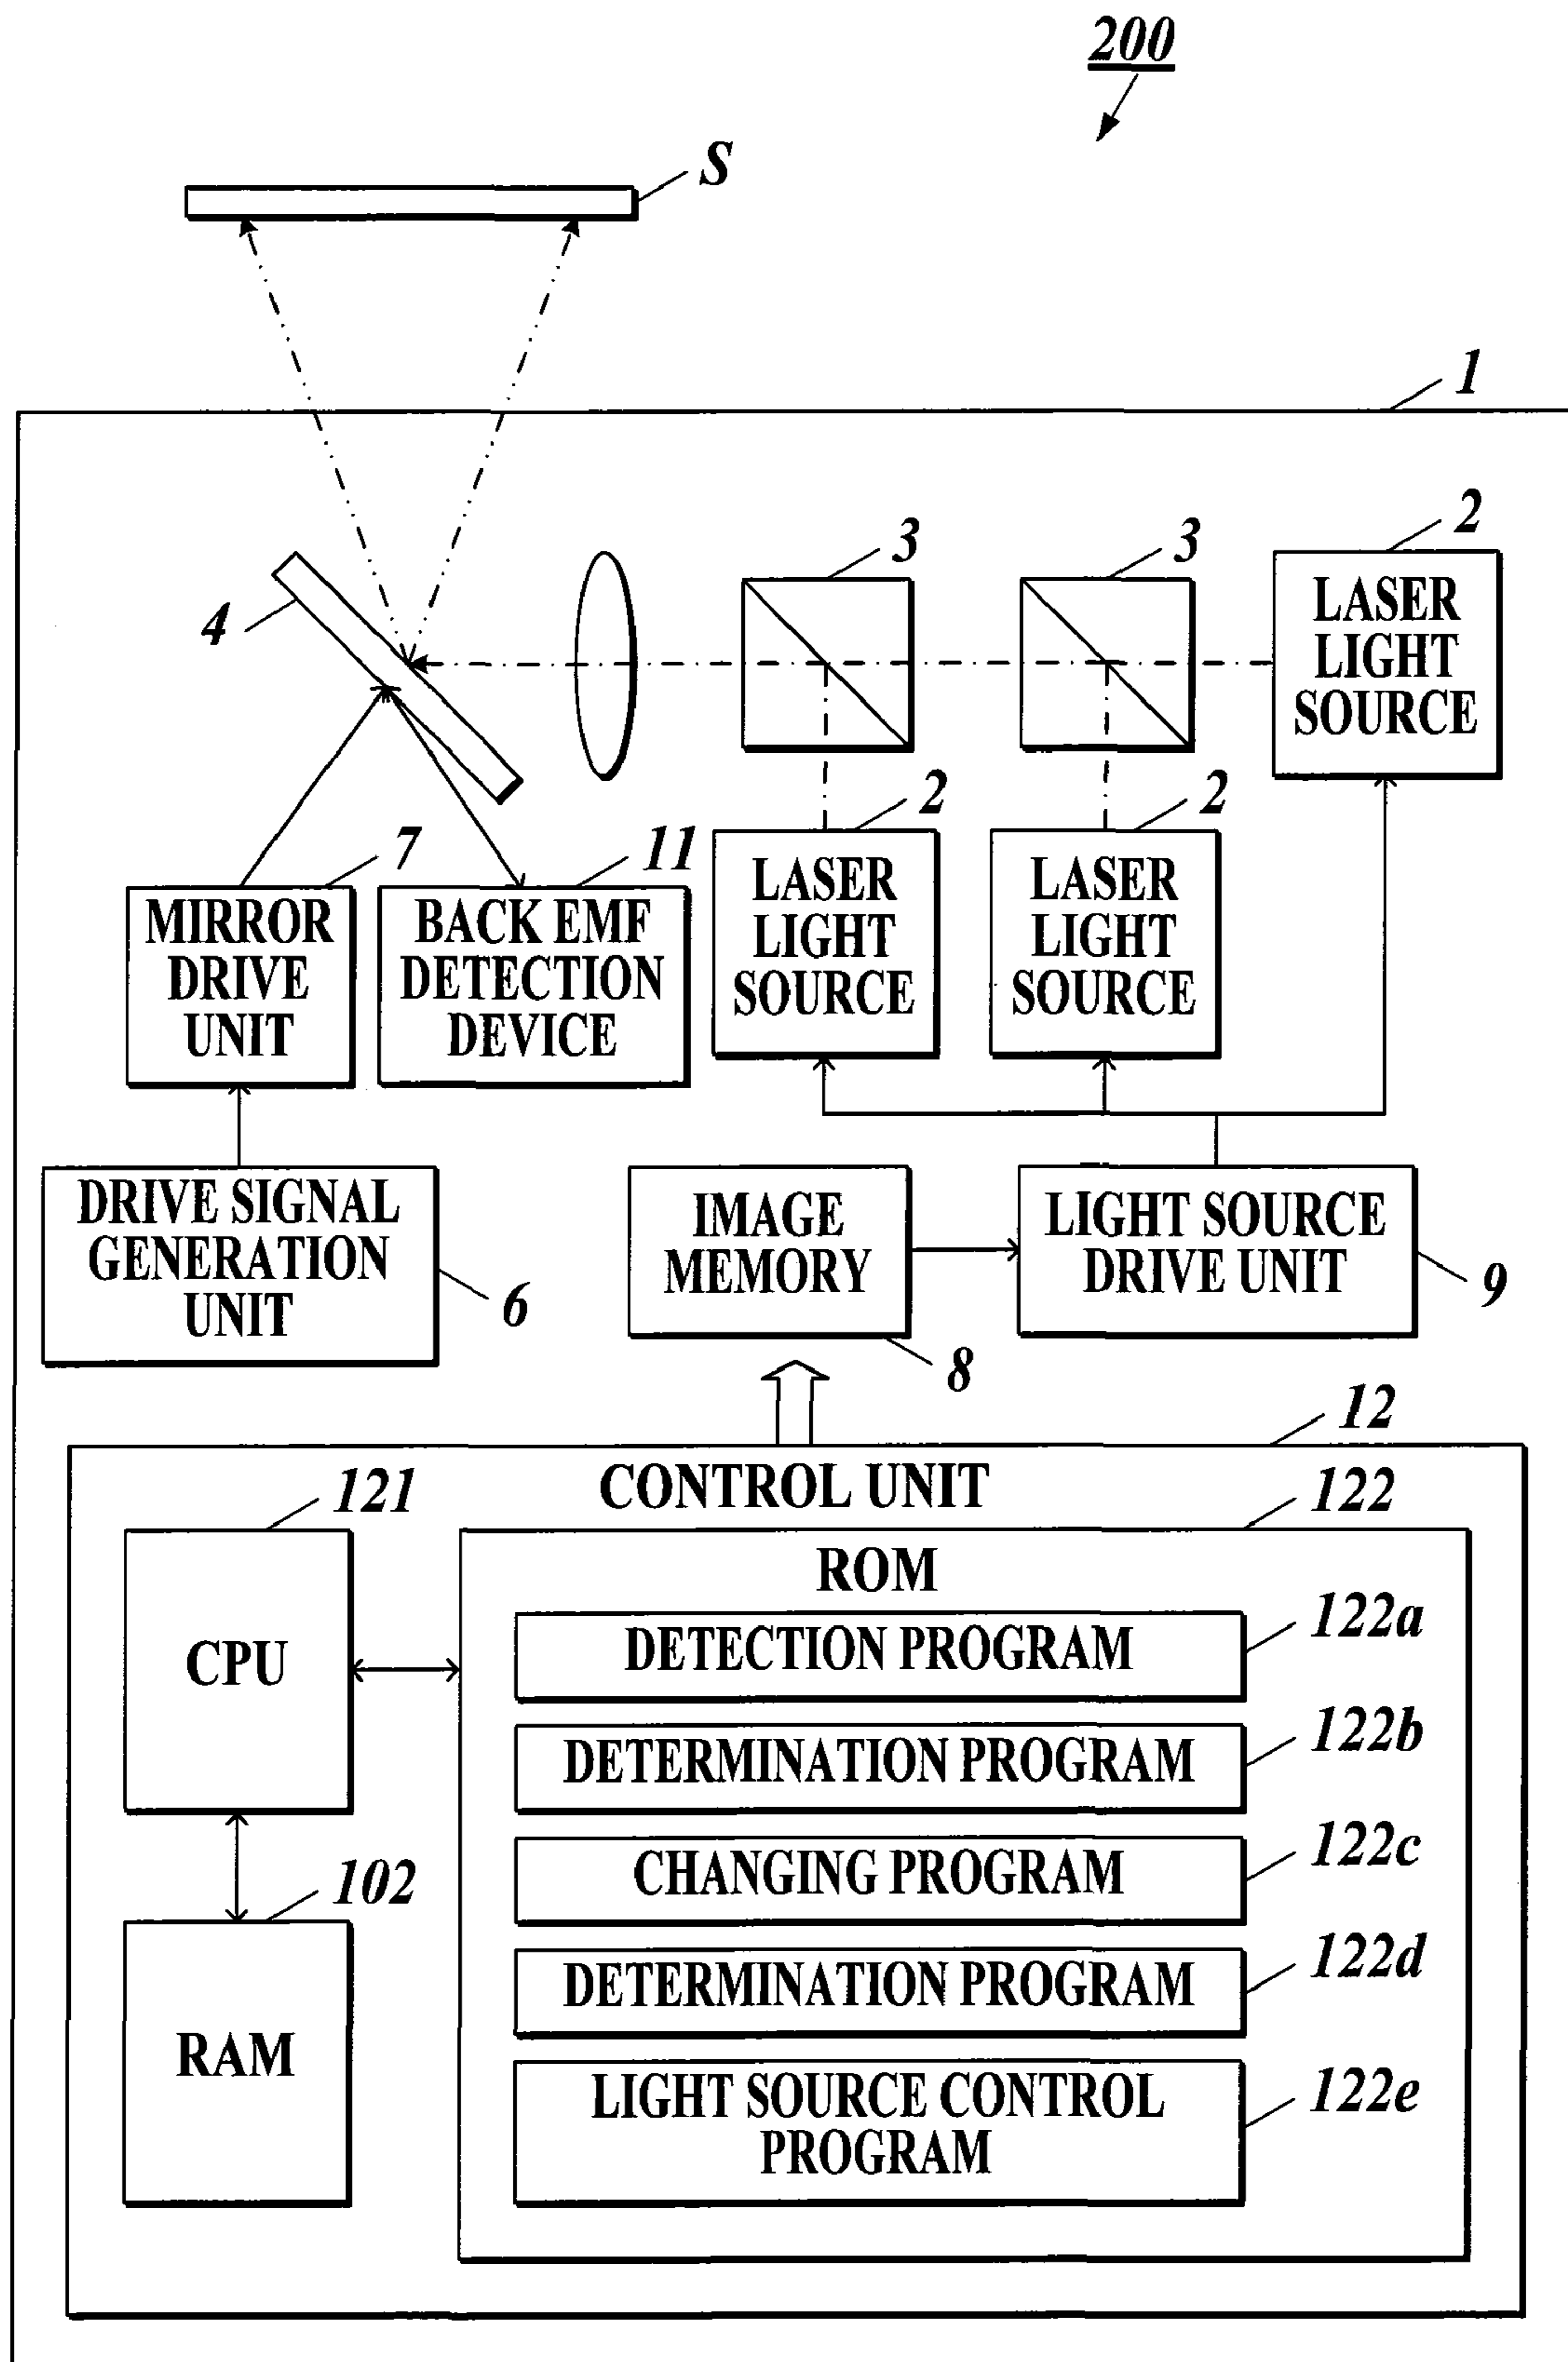 200
S
1
3
3
2
LASER
LIGHT
SOURCE
4
2
2
7
11
LASER
LIGHT
SOURCE
LASER
LIGHT
SOURCE
MIRROR
DRIVE
UNIT
BACK EMF
DETECTION
DEVICE
DRIVE SIGNAL
GENERATION
UNIT
6
IMAGE
MEMORY
8
LIGHT SOURCE
DRIVE UNIT
9
12
CONTROL UNIT
121
122
CPU
ROM
DETECTION PROGRAM
122a
DETERMINATION PROGRAM
122b
CHANGING PROGRAM
122c
102
RAM
DETERMINATION PROGRAM
122d
LIGHT SOURCE CONTROL
PROGRAM
122e